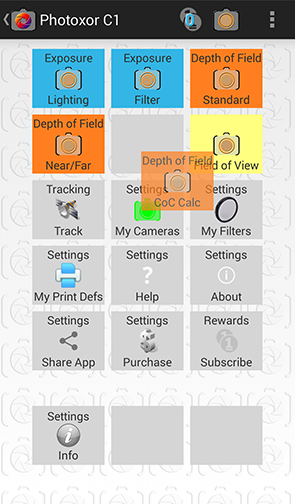 Photoxor C1
Exposure
Lighting
Exposure
Filter
Depth of Field
Standard
Depth of Field
Near/Far
Field of View
Depth of Field
CoC Calc
Tracking
Track
Settings
My Cameras
Settings
My Filters
Settings
My Print Defs
Settings
Help
Settings
About
Settings
Share App
Settings
Purchase
Rewards
Subscribe
Settings
Info